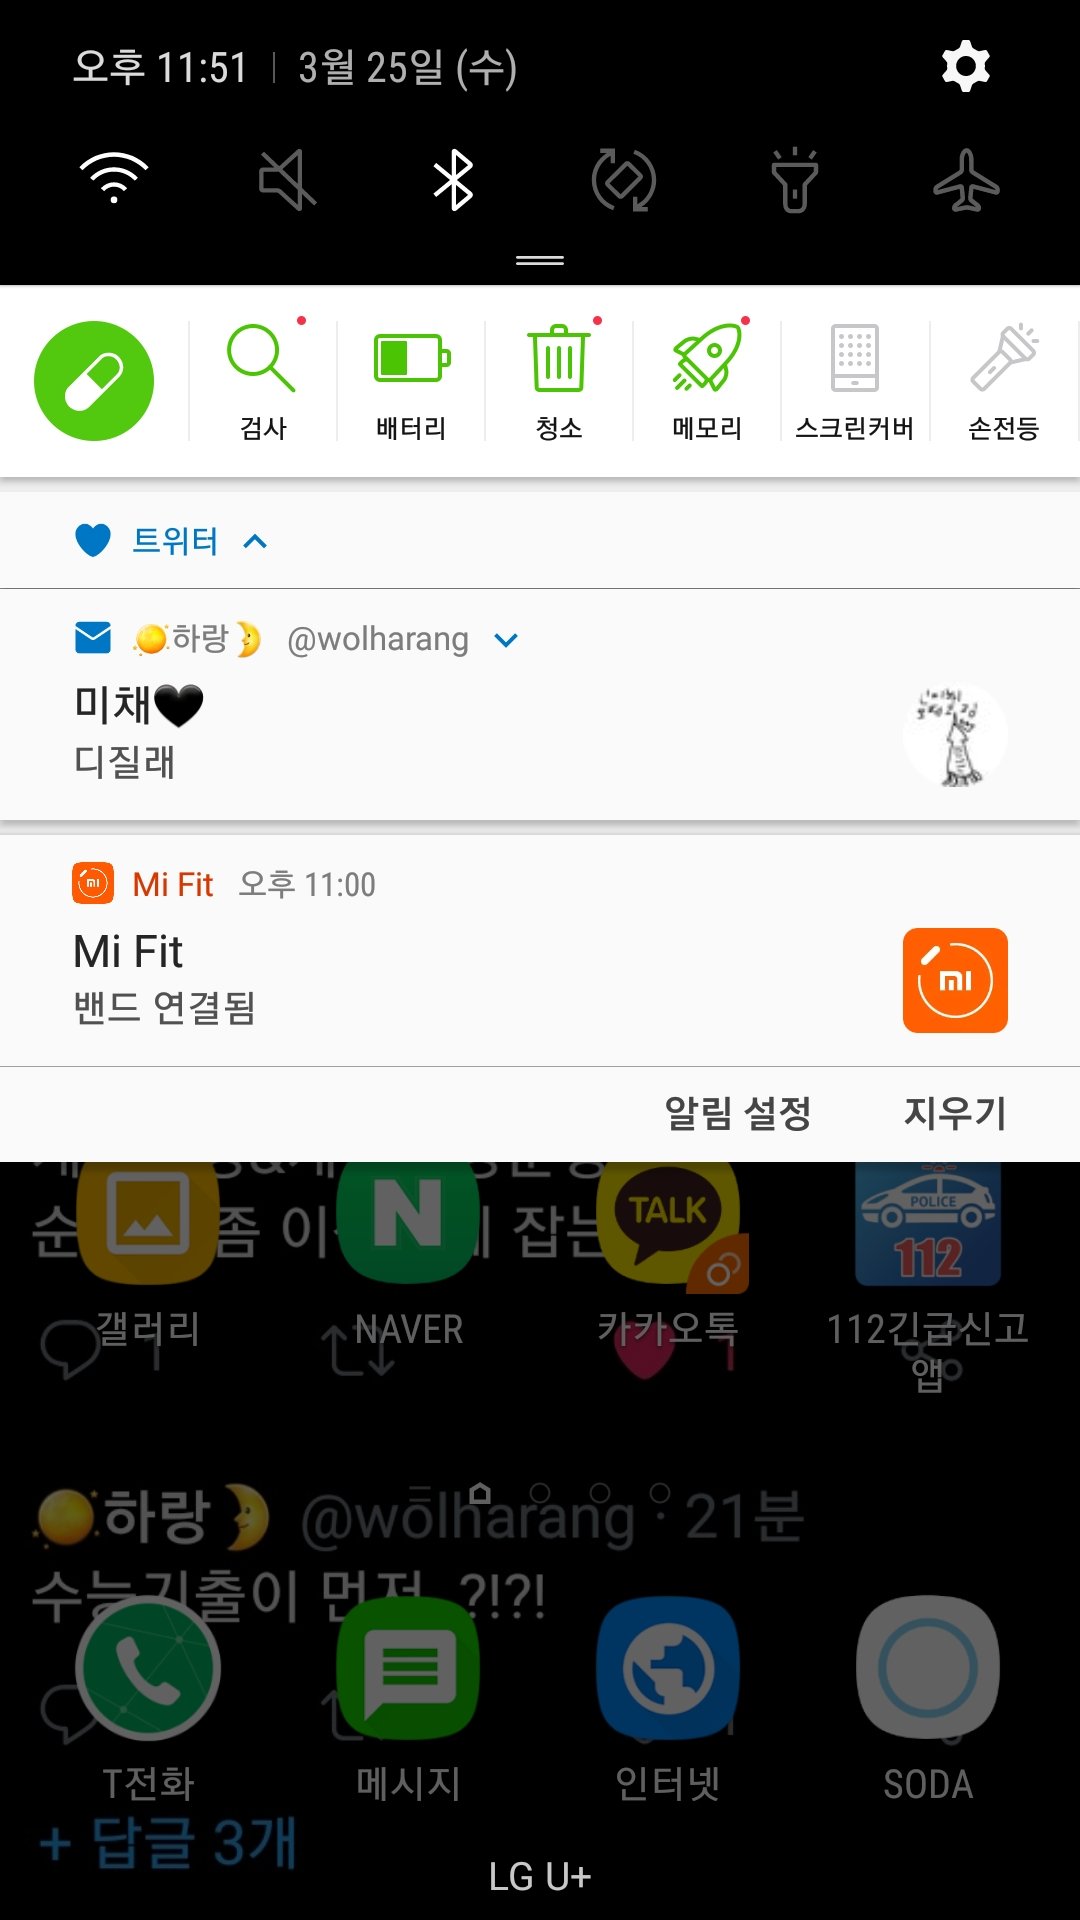 오후 11:51 3월 25일 (수)
검사 배터리 청소 메모리 스크린커버 손전등
트위터
하랑 @wolharang
미채🖤
디질래
Mi Fit 오후 11:00
Mi Fit
밴드 연결됨
알림 설정 지우기
TALK
POLICE
112
갤러리 NAVER 카카오톡 112긴급신고
앱
1 1
하랑 @wolharang · 21분
수능기출이 먼저..?!?!
T전화 메시지 인터넷 SODA
+ 답글 3개
LG U+